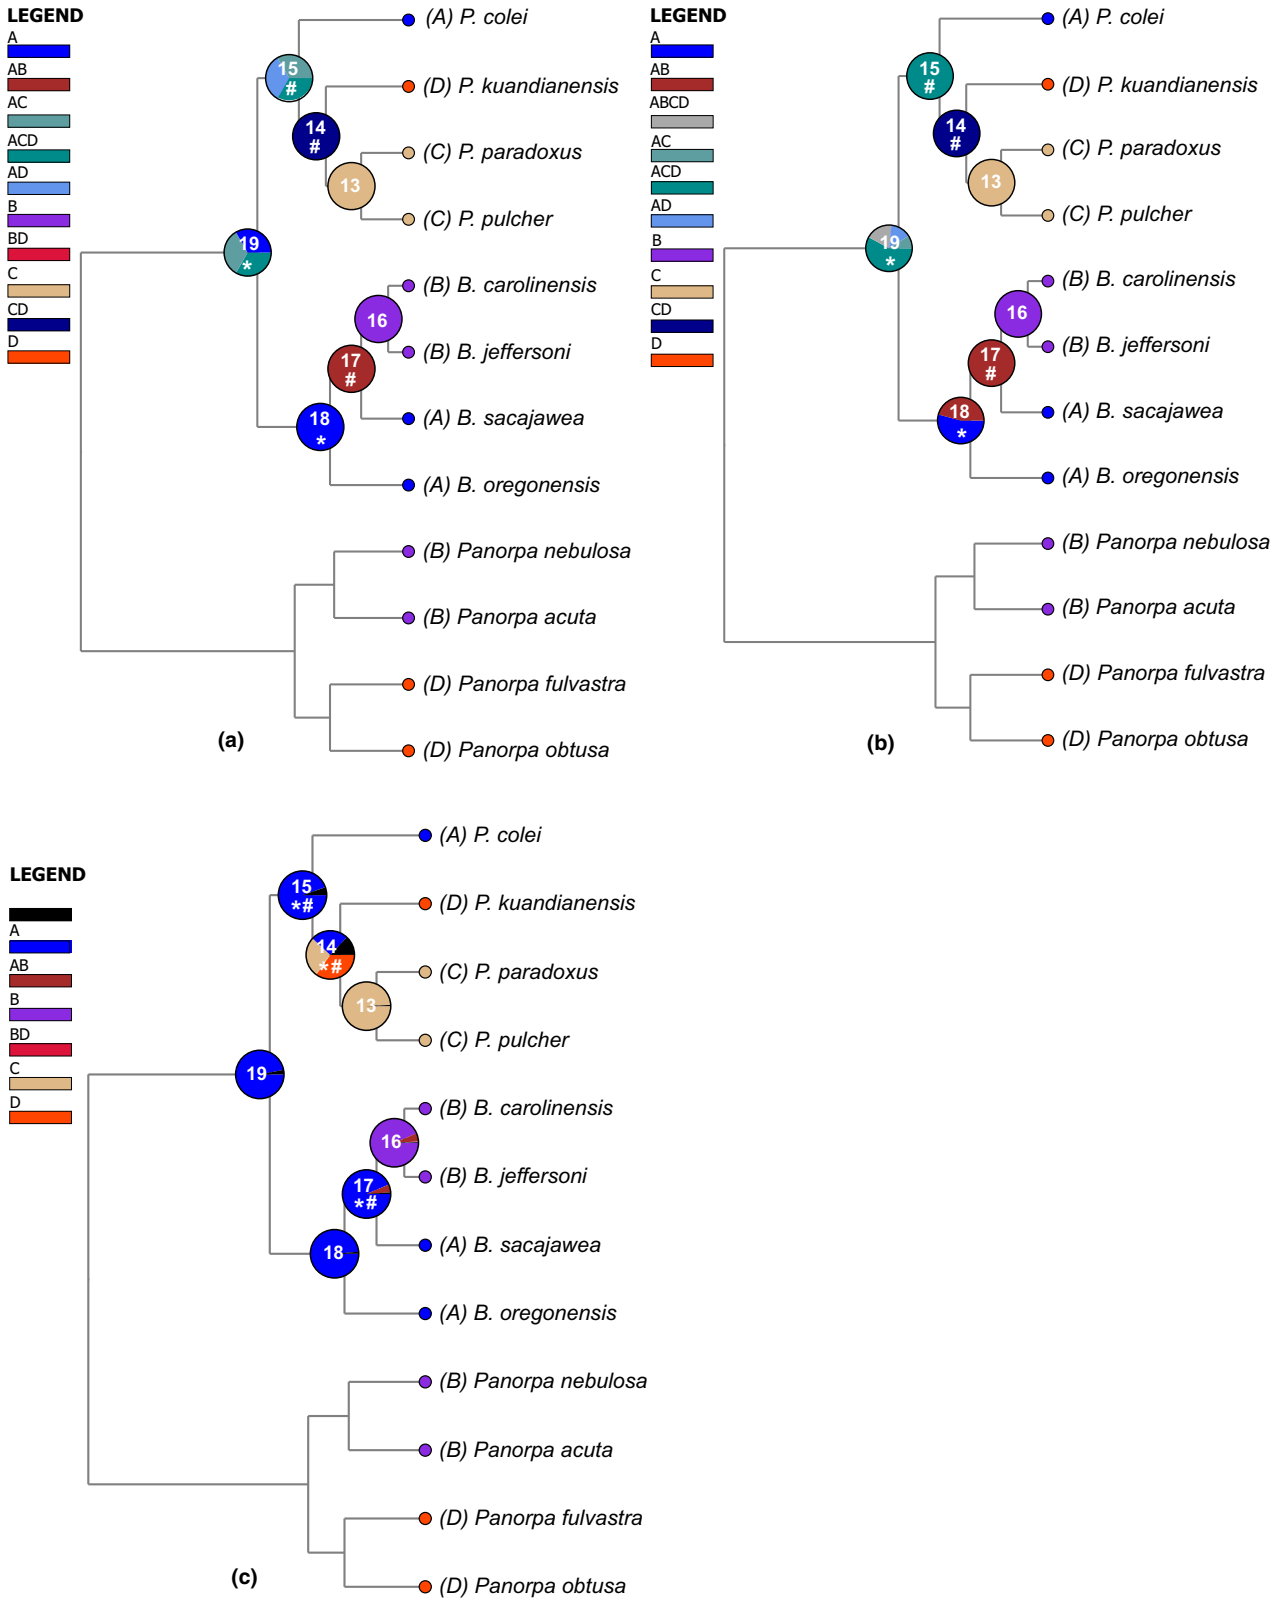 LEGEND
A
AB
AC
ACD
AD
B
BD
C
CD
D
(A) P. colei
(D) P. kuandianensis
(C) P. paradoxus
(C) P. pulcher
(B) B. carolinensis
(B) B. jeffersoni
(A) B. sacajawea
(A) B. oregonensis
(B) Panorpa nebulosa
(B) Panorpa acuta
(D) Panorpa fulvastra
(D) Panorpa obtusa
15
#
14
#
13
19
*
16
17
#
18
*
(a)
LEGEND
A
AB
ABCD
AC
ACD
AD
B
C
CD
D
(A) P. colei
(D) P. kuandianensis
(C) P. paradoxus
(C) P. pulcher
(B) B. carolinensis
(B) B. jeffersoni
(A) B. sacajawea
(A) B. oregonensis
(B) Panorpa nebulosa
(B) Panorpa acuta
(D) Panorpa fulvastra
(D) Panorpa obtusa
15
#
14
#
13
19
*
16
17
#
18
*
(b)
LEGEND
A
AB
B
BD
C
D
(A) P. colei
(D) P. kuandianensis
(C) P. paradoxus
(C) P. pulcher
(B) B. carolinensis
(B) B. jeffersoni
(A) B. sacajawea
(A) B. oregonensis
(B) Panorpa nebulosa
(B) Panorpa acuta
(D) Panorpa fulvastra
(D) Panorpa obtusa
15
*#
14
*#
13
19
16
17
*#
18
(c)